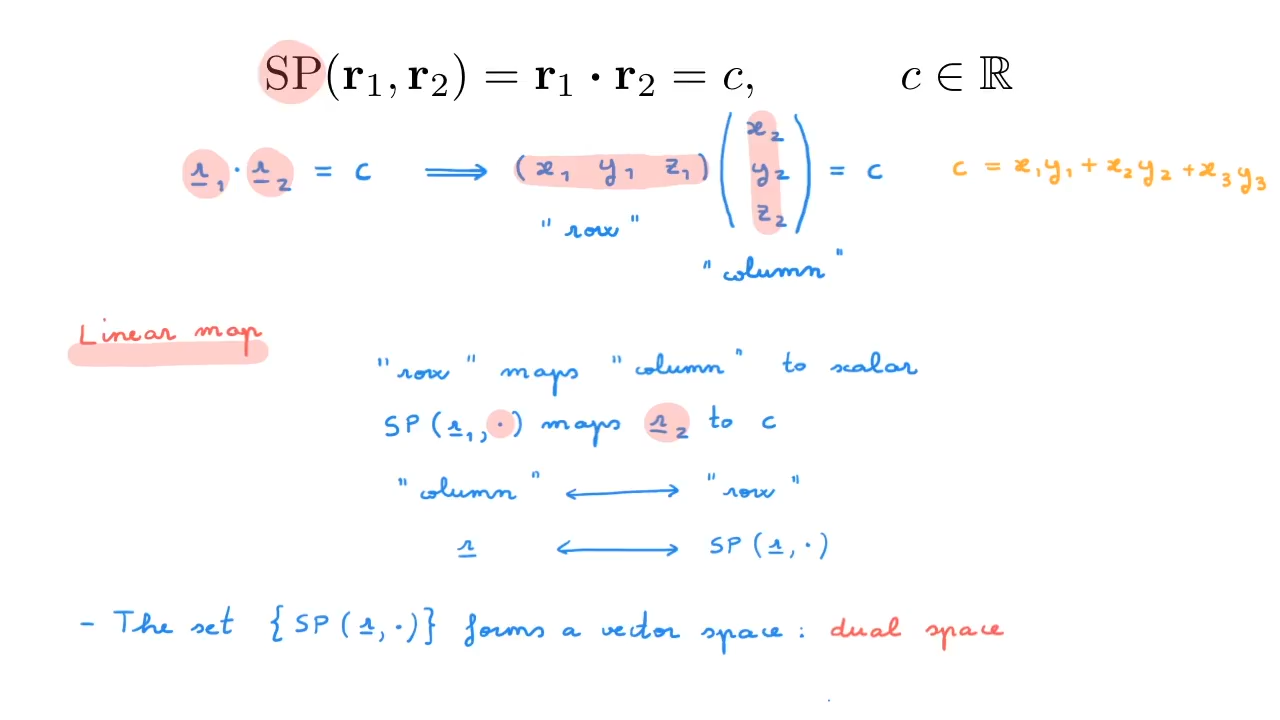 SP(r₁, r₂) = r₁ · r₂ = c, c ∈ ℝ
r₁ · r₂ = c ⟹ (x₁ y₁ z₁) (x₂ y₂ z₂) = c c = x₁y₁ + x₂y₂ + x₃y₃
"row"
"column"
Linear map
"row" maps "column" to scalar
SP(r₁, ·) maps r₂ to c
"column" ⟷ "row"
r ⟷ SP(r, ·)
- The set {SP(r, ·)} forms a vector space : dual space